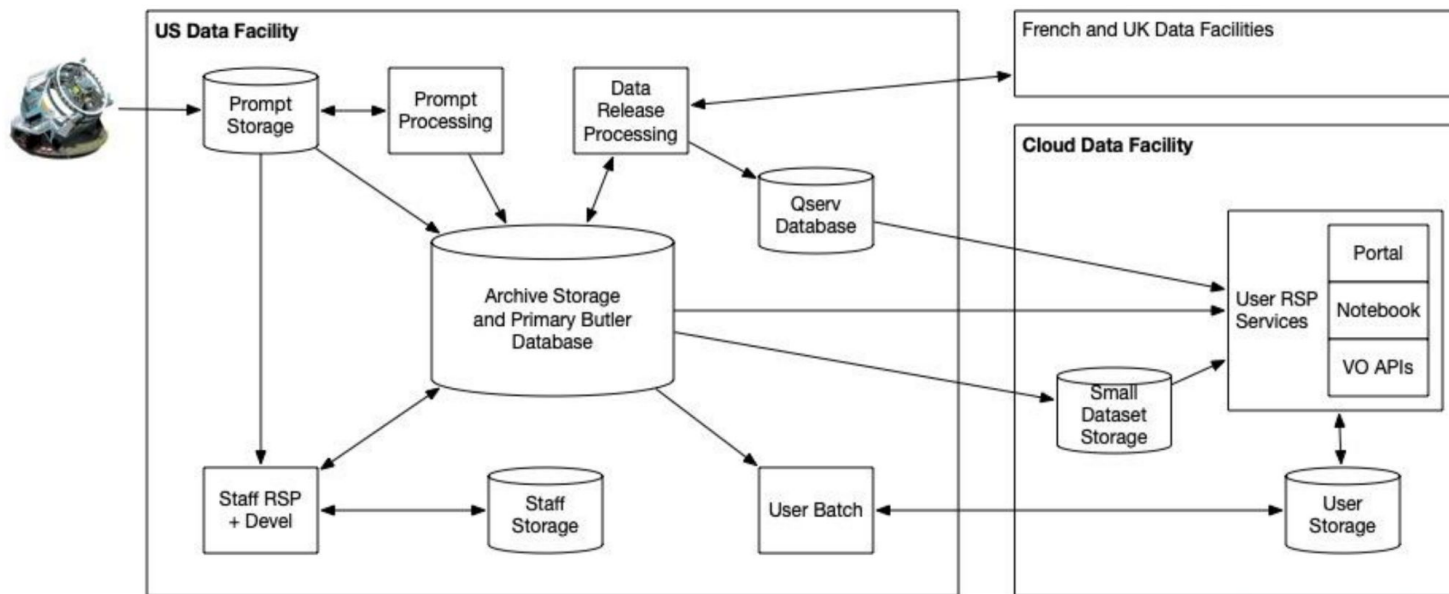 US Data Facility
French and UK Data Facilities
Prompt
Storage
Prompt
Processing
Data
Release
Processing
Cloud Data Facility
Qserv
Database
Portal
Archive Storage
and Primary Butler
Database
User RSP
Services
Notebook
VO APIs
Small
Dataset
Storage
Staff RSP
+ Devel
Staff
Storage
User Batch
User
Storage